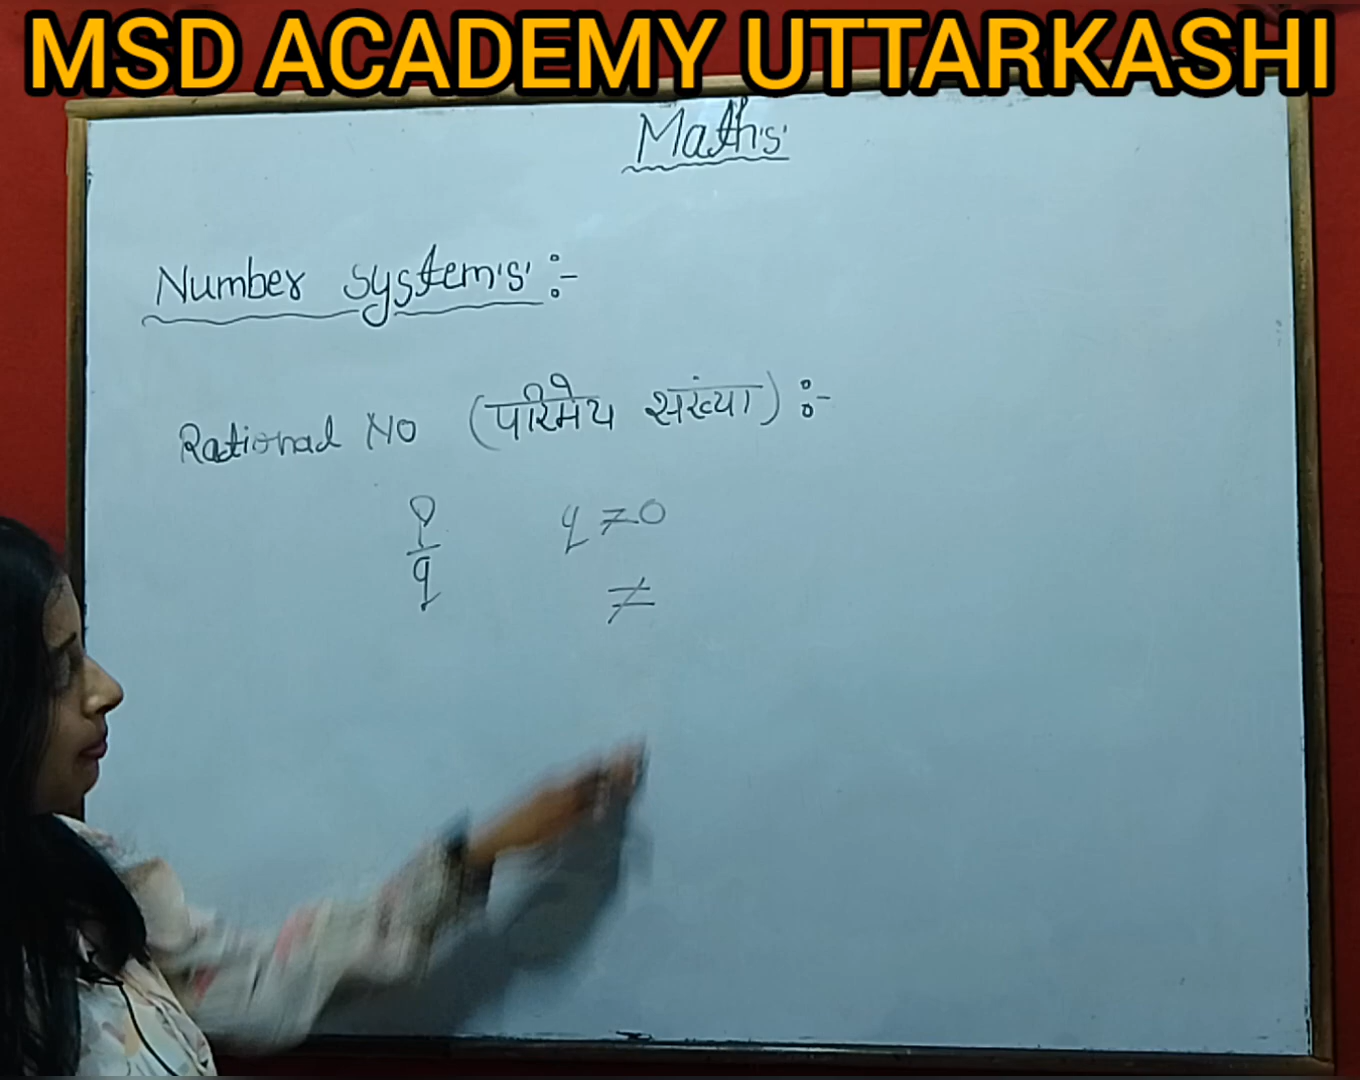 MSD ACADEMY UTTARKASHI
Maths
Number systems :-
Rational No (परिमेय संख्या) :-
p/q q ≠ 0
≠